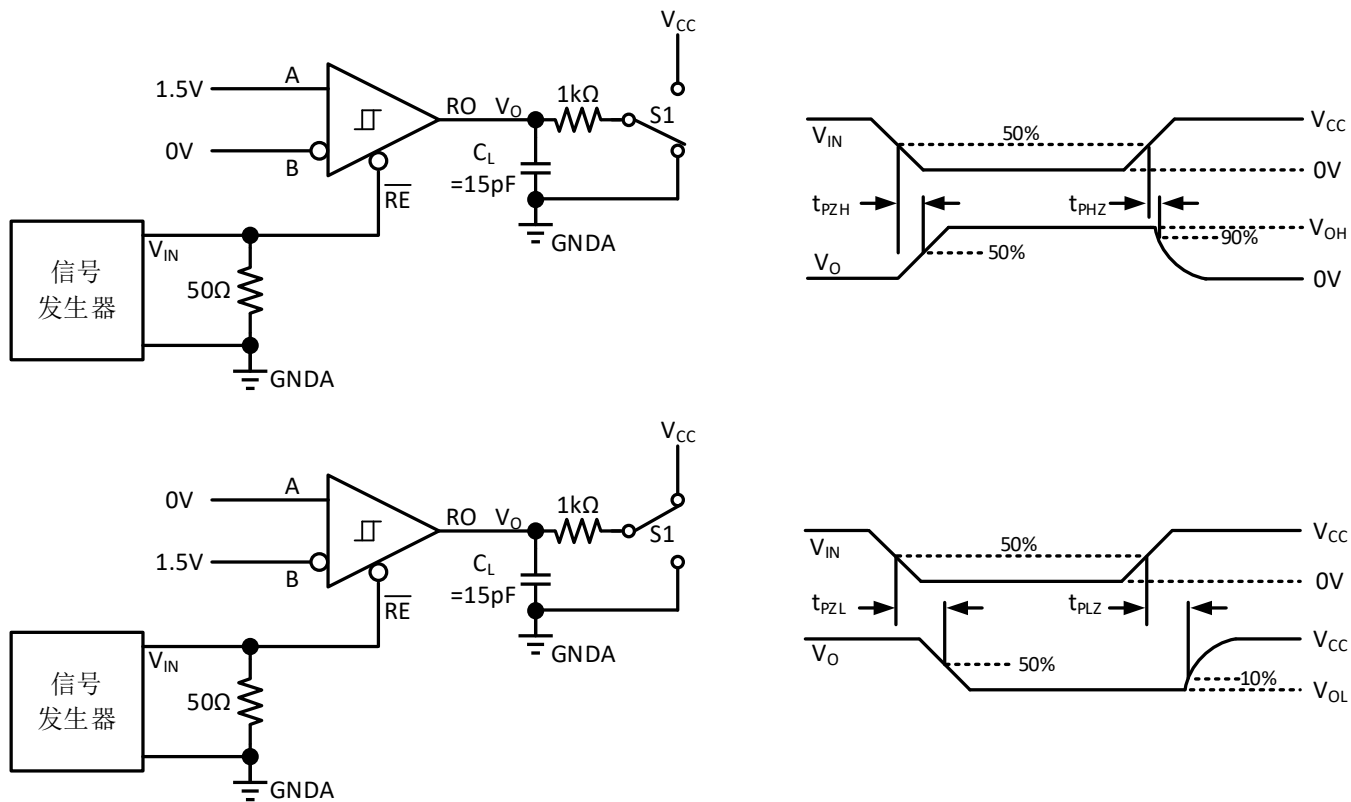 VCC
1.5V
A
RO
VO
1kΩ
S1
0V
B
RE
CL
=15pF
GNDA
信号
发生器
VIN
50Ω
GNDA
VIN
50%
VCC
0V
tPZH
tPHZ
VOH
90%
VO
50%
0V
VCC
0V
A
RO
VO
1kΩ
S1
1.5V
B
RE
CL
=15pF
GNDA
信号
发生器
VIN
50Ω
GNDA
VIN
50%
VCC
0V
tPZL
tPLZ
VO
50%
VCC
10%
VOL